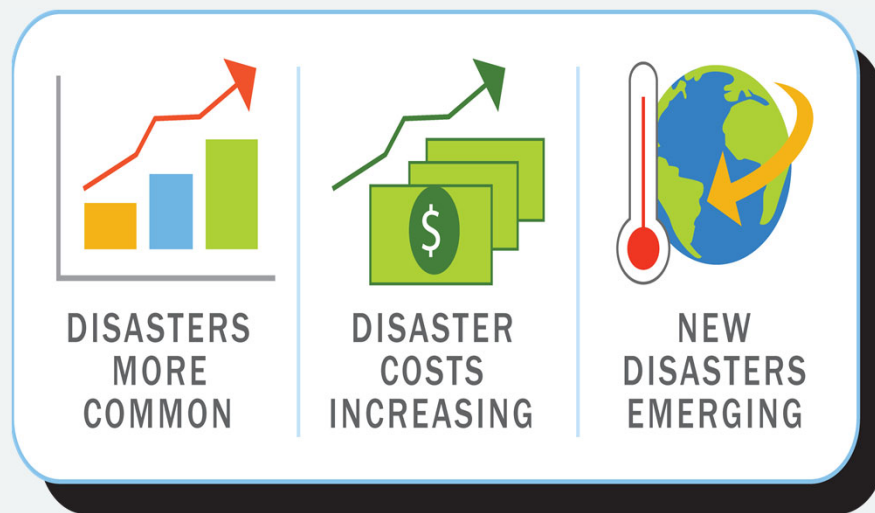 $
DISASTERS
MORE
COMMON
DISASTER
COSTS
INCREASING
NEW
DISASTERS
EMERGING